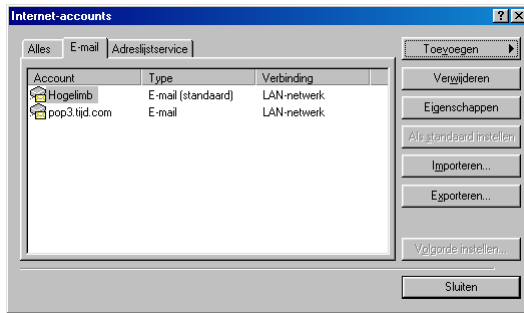 Internet-accounts
Alles E-mail Adreslijstservice
Account Type Verbinding
Hogelimb E-mail (standaard) LAN-netwerk
pop3.tijd.com E-mail LAN-netwerk
Toevoegen
Verwijderen
Eigenschappen
Als standaard instellen
Importeren...
Exporteren...
Volgorde instellen...
Sluiten